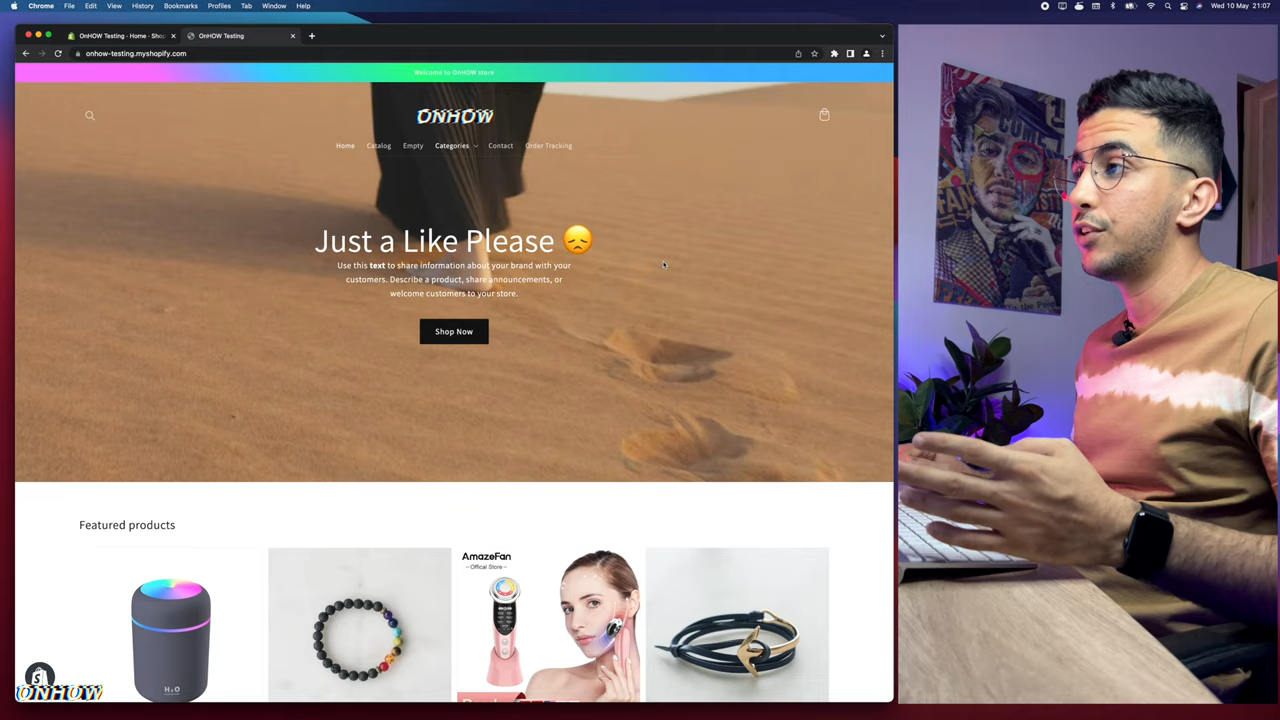 Chrome File Edit View History Bookmarks Profiles Tab Window Help
Wed 10 May 21:07
OnHOW Testing - Home - Shop
OnHOW Testing
onhow-testing.myshopify.com
Welcome to OnHOW store
ONHOW
Home Catalog Empty Categories Contact Order Tracking
Just a Like Please 😞
Use this text to share information about your brand with your
customers. Describe a product, share announcements, or
welcome customers to your store.
Shop Now
Featured products
AmazeFan
--Offical Store--
H₂O
ONHOW